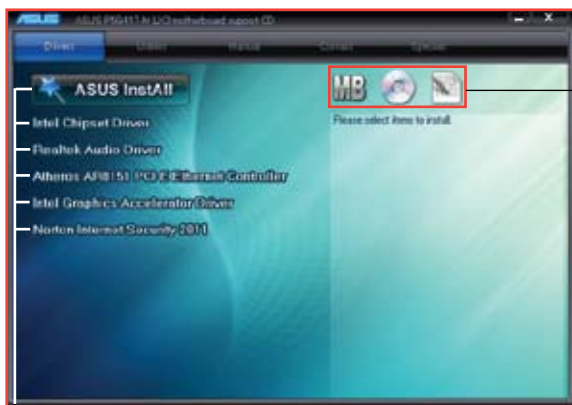 ASUS ASUS P5G41T-M LX3 motherboard support CD
Drivers Utilities Manual Contact Special
ASUS InstAll
MB
Please select items to install.
Intel Chipset Driver
Realtek Audio Driver
Atheros AR8151 PCI-E Ethernet Controller
Intel Graphics Accelerator Driver
Norton Internet Security 2011